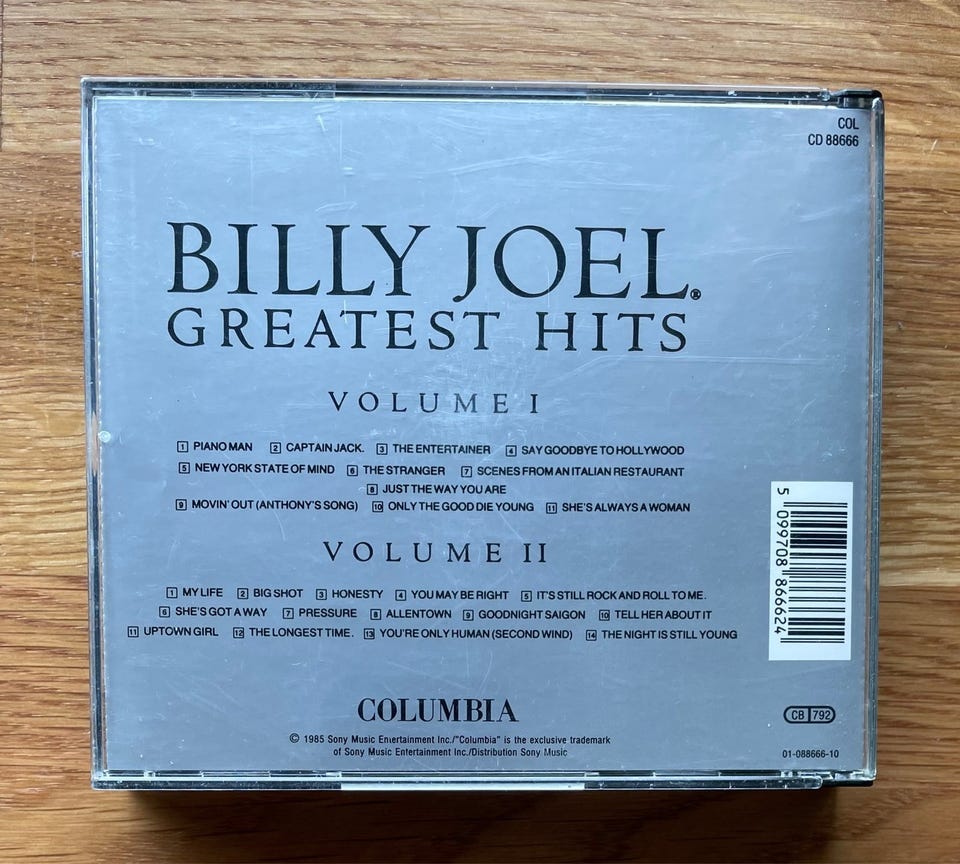 COL
CD 88666
BILLY JOEL.®
GREATEST HITS
VOLUME I
1 PIANO MAN 2 CAPTAIN JACK. 3 THE ENTERTAINER 4 SAY GOODBYE TO HOLLYWOOD
5 NEW YORK STATE OF MIND 6 THE STRANGER 7 SCENES FROM AN ITALIAN RESTAURANT
8 JUST THE WAY YOU ARE
9 MOVIN' OUT (ANTHONY'S SONG) 10 ONLY THE GOOD DIE YOUNG 11 SHE'S ALWAYS A WOMAN
VOLUME II
1 MY LIFE 2 BIG SHOT 3 HONESTY 4 YOU MAY BE RIGHT 5 IT'S STILL ROCK AND ROLL TO ME.
6 SHE'S GOT A WAY 7 PRESSURE 8 ALLENTOWN 9 GOODNIGHT SAIGON 10 TELL HER ABOUT IT
11 UPTOWN GIRL 12 THE LONGEST TIME. 13 YOU'RE ONLY HUMAN (SECOND WIND) 14 THE NIGHT IS STILL YOUNG
5 099708 866624
COLUMBIA
CB 792
© 1985 Sony Music Entertainment Inc./"Columbia" is the exclusive trademark
of Sony Music Entertainment Inc./Distribution Sony Music
01-088666-10